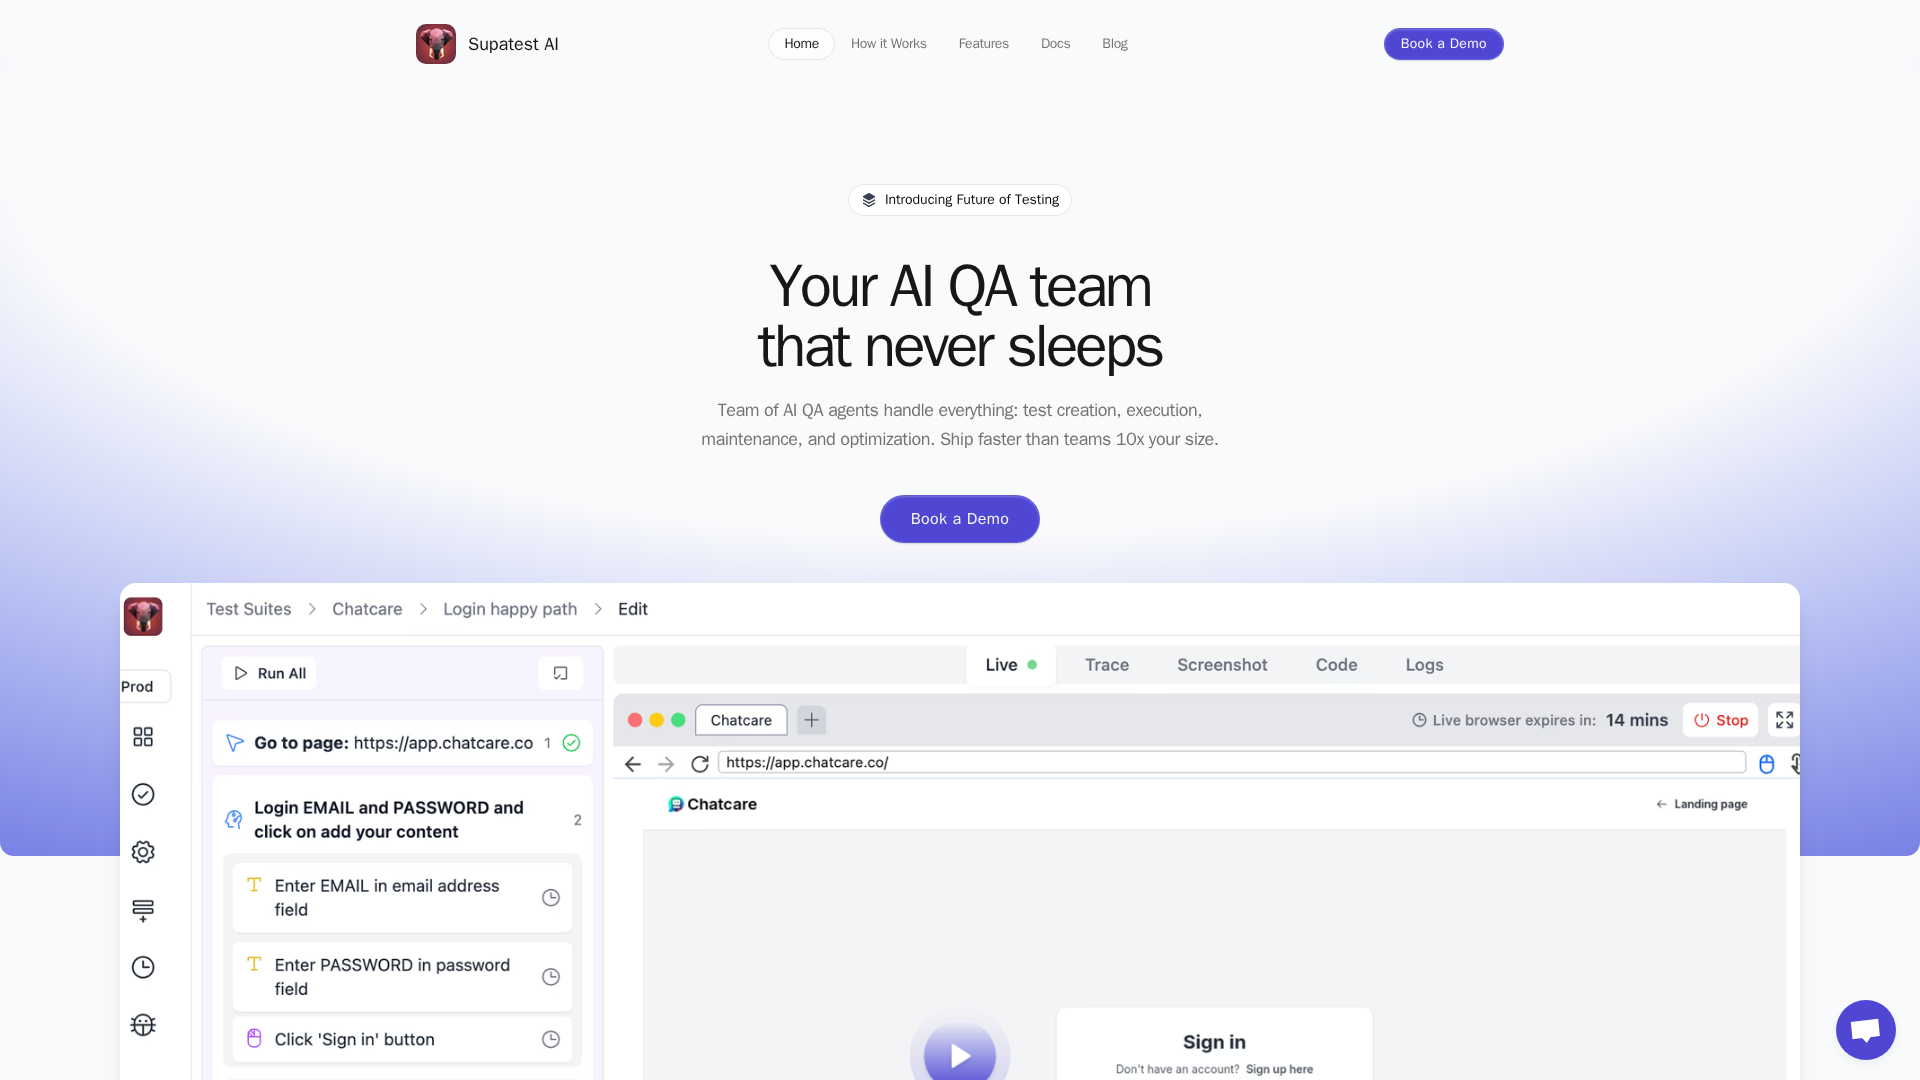 Supatest AI
Home
How it Works
Features
Docs
Blog
Book a Demo
Introducing Future of Testing
Your AI QA team
that never sleeps
Team of AI QA agents handle everything: test creation, execution,
maintenance, and optimization. Ship faster than teams 10x your size.
Book a Demo
Test Suites
Chatcare
Login happy path
Edit
Prod
Run All
Go to page: https://app.chatcare.co 1
Login EMAIL and PASSWORD and
click on add your content
2
Enter EMAIL in email address
field
Enter PASSWORD in password
field
Click 'Sign in' button
Live
Trace
Screenshot
Code
Logs
Chatcare
Live browser expires in: 14 mins
Stop
https://app.chatcare.co/
Chatcare
Landing page
Sign in
Don't have an account? Sign up here